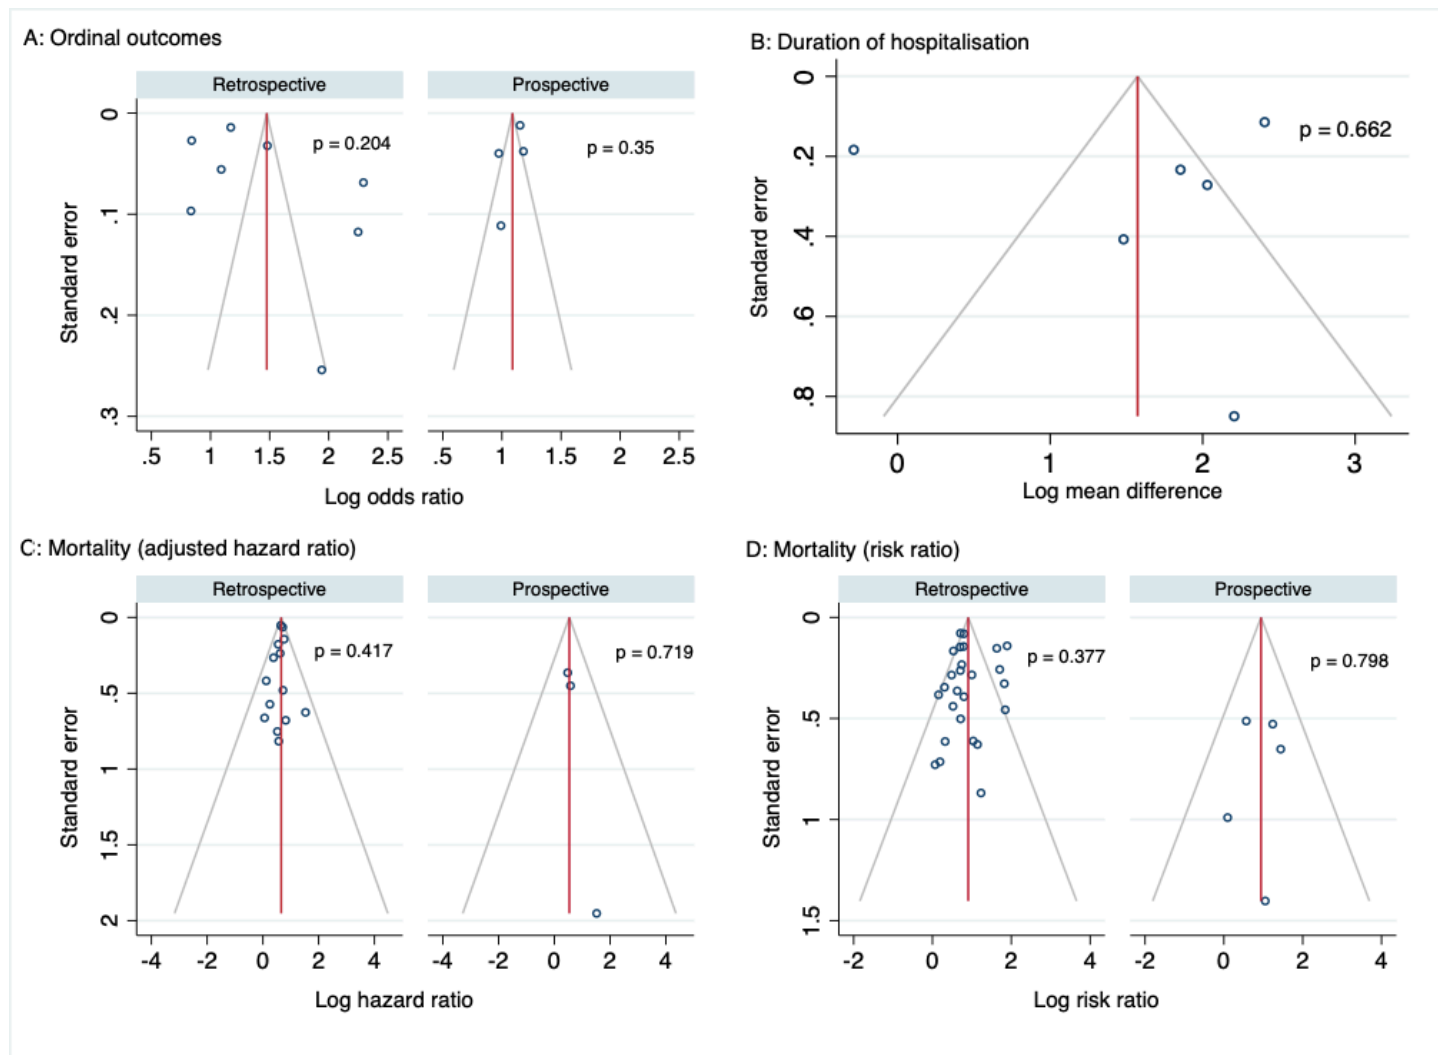 A: Ordinal outcomes
Retrospective
Prospective
p = 0.204
p = 0.35
Standard error
0
.1
.2
.3
.5 1 1.5 2 2.5
.5 1 1.5 2 2.5
Log odds ratio
B: Duration of hospitalisation
p = 0.662
Standard error
0
.2
.4
.6
.8
0 1 2 3
Log mean difference
C: Mortality (adjusted hazard ratio)
Retrospective
Prospective
p = 0.417
p = 0.719
Standard error
0
.5
1
1.5
2
-4 -2 0 2 4
-4 -2 0 2 4
Log hazard ratio
D: Mortality (risk ratio)
Retrospective
Prospective
p = 0.377
p = 0.798
Standard error
0
.5
1
1.5
-2 0 2 4
-2 0 2 4
Log risk ratio